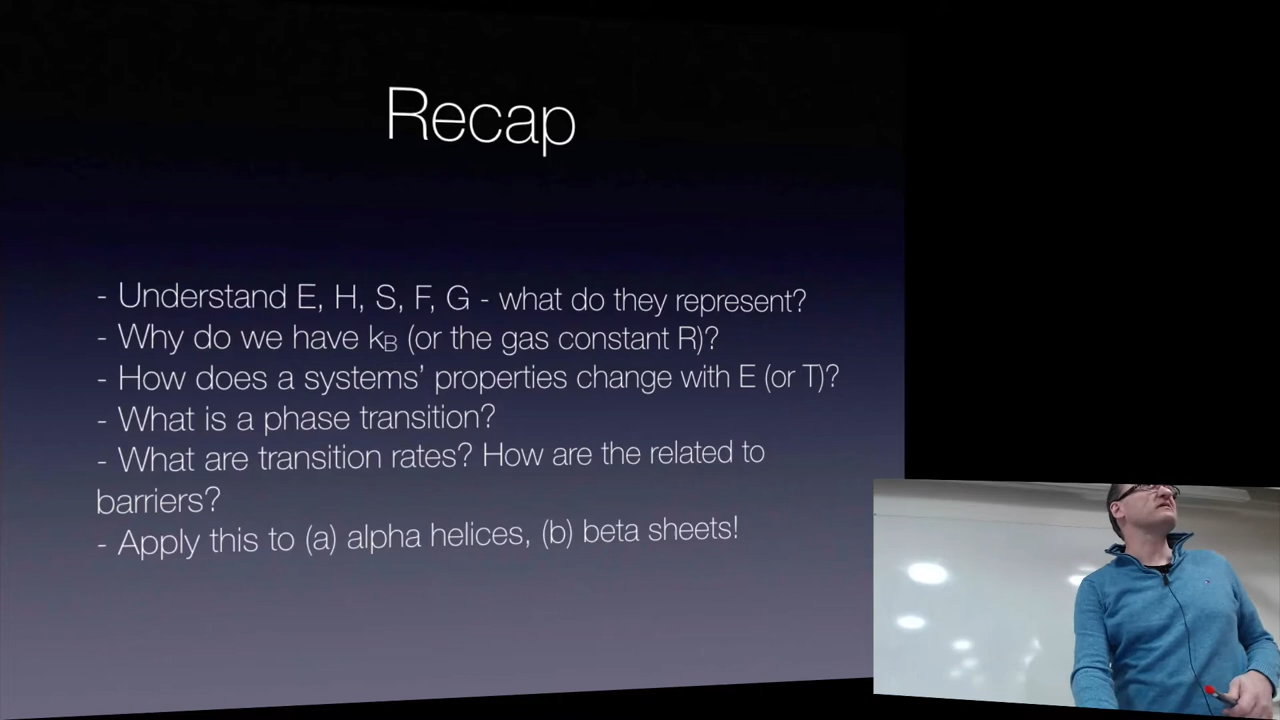 Recap
- Understand E, H, S, F, G - what do they represent?
- Why do we have kB (or the gas constant R)?
- How does a systems' properties change with E (or T)?
- What is a phase transition?
- What are transition rates? How are the related to
barriers?
- Apply this to (a) alpha helices, (b) beta sheets!